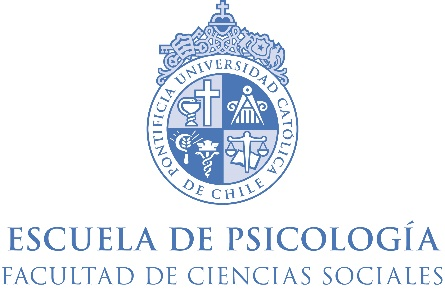 PONTIFICIA UNIVERSIDAD CATÓLICA
DE CHILE
ESCUELA DE PSICOLOGÍA
FACULTAD DE CIENCIAS SOCIALES